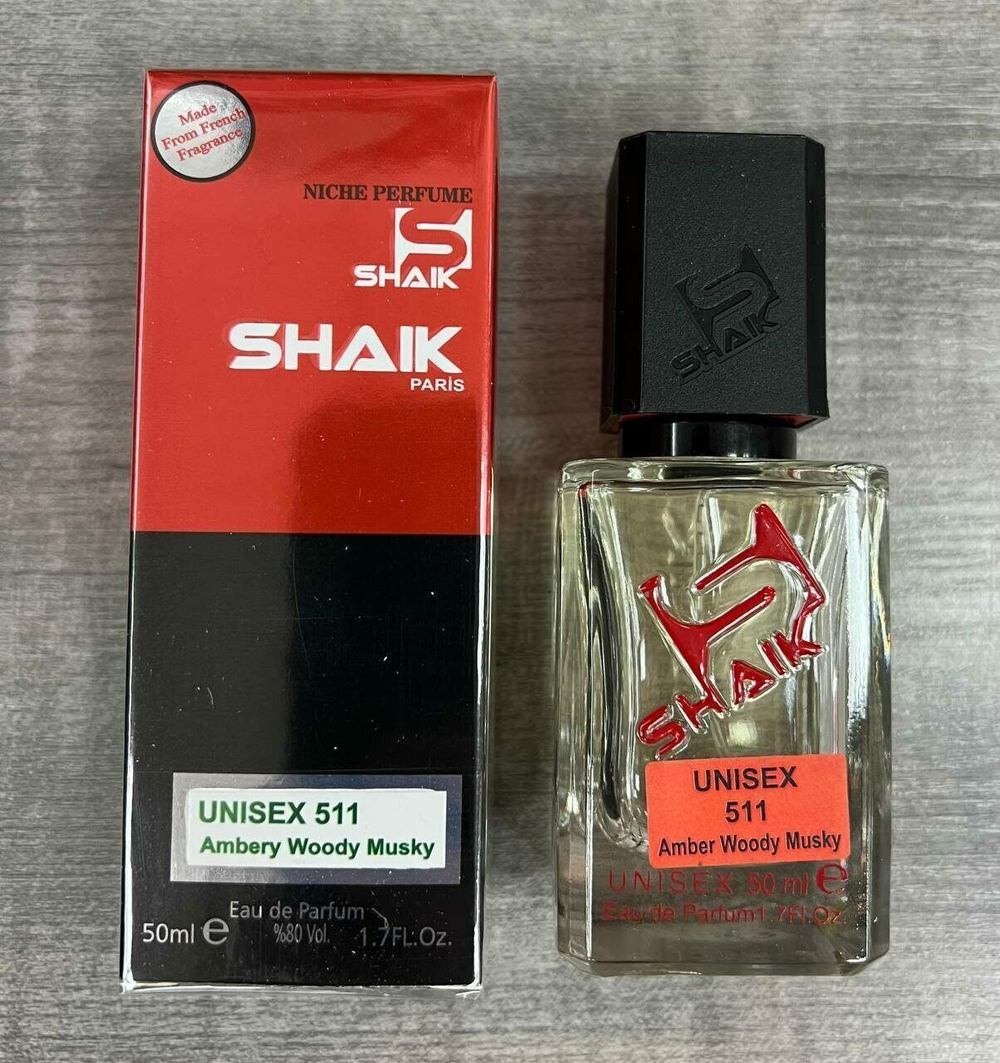 Made
From French
Fragrance
NICHE PERFUME
S
SHAIK
SHAIK
PARİS
UNISEX 511
Ambery Woody Musky
Eau de Parfum
50ml e %80 Vol. 1.7FL.Oz.
S
SHAIK
S
SHAIK
UNISEX
511
Amber Woody Musky
UNISEX 50 ml e
Eau de Parfum1.7Fl.Oz.